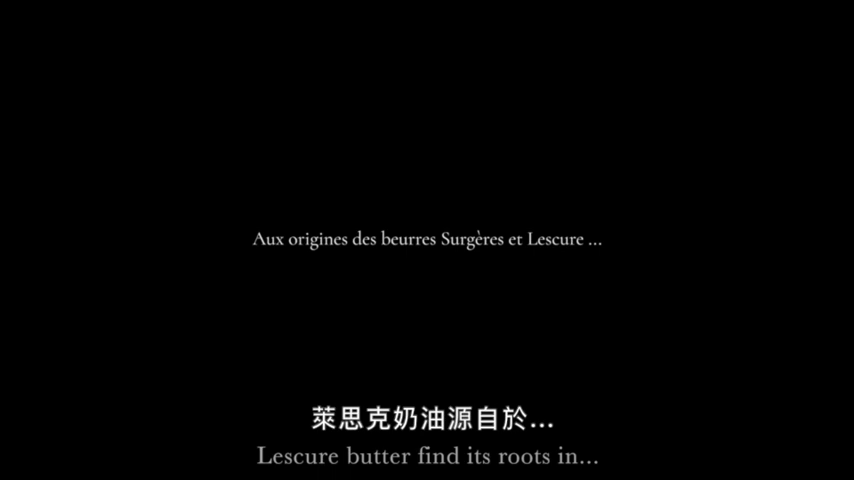 Aux origines des beurres Surgères et Lescure ...
萊思克奶油源自於...
Lescure butter find its roots in...